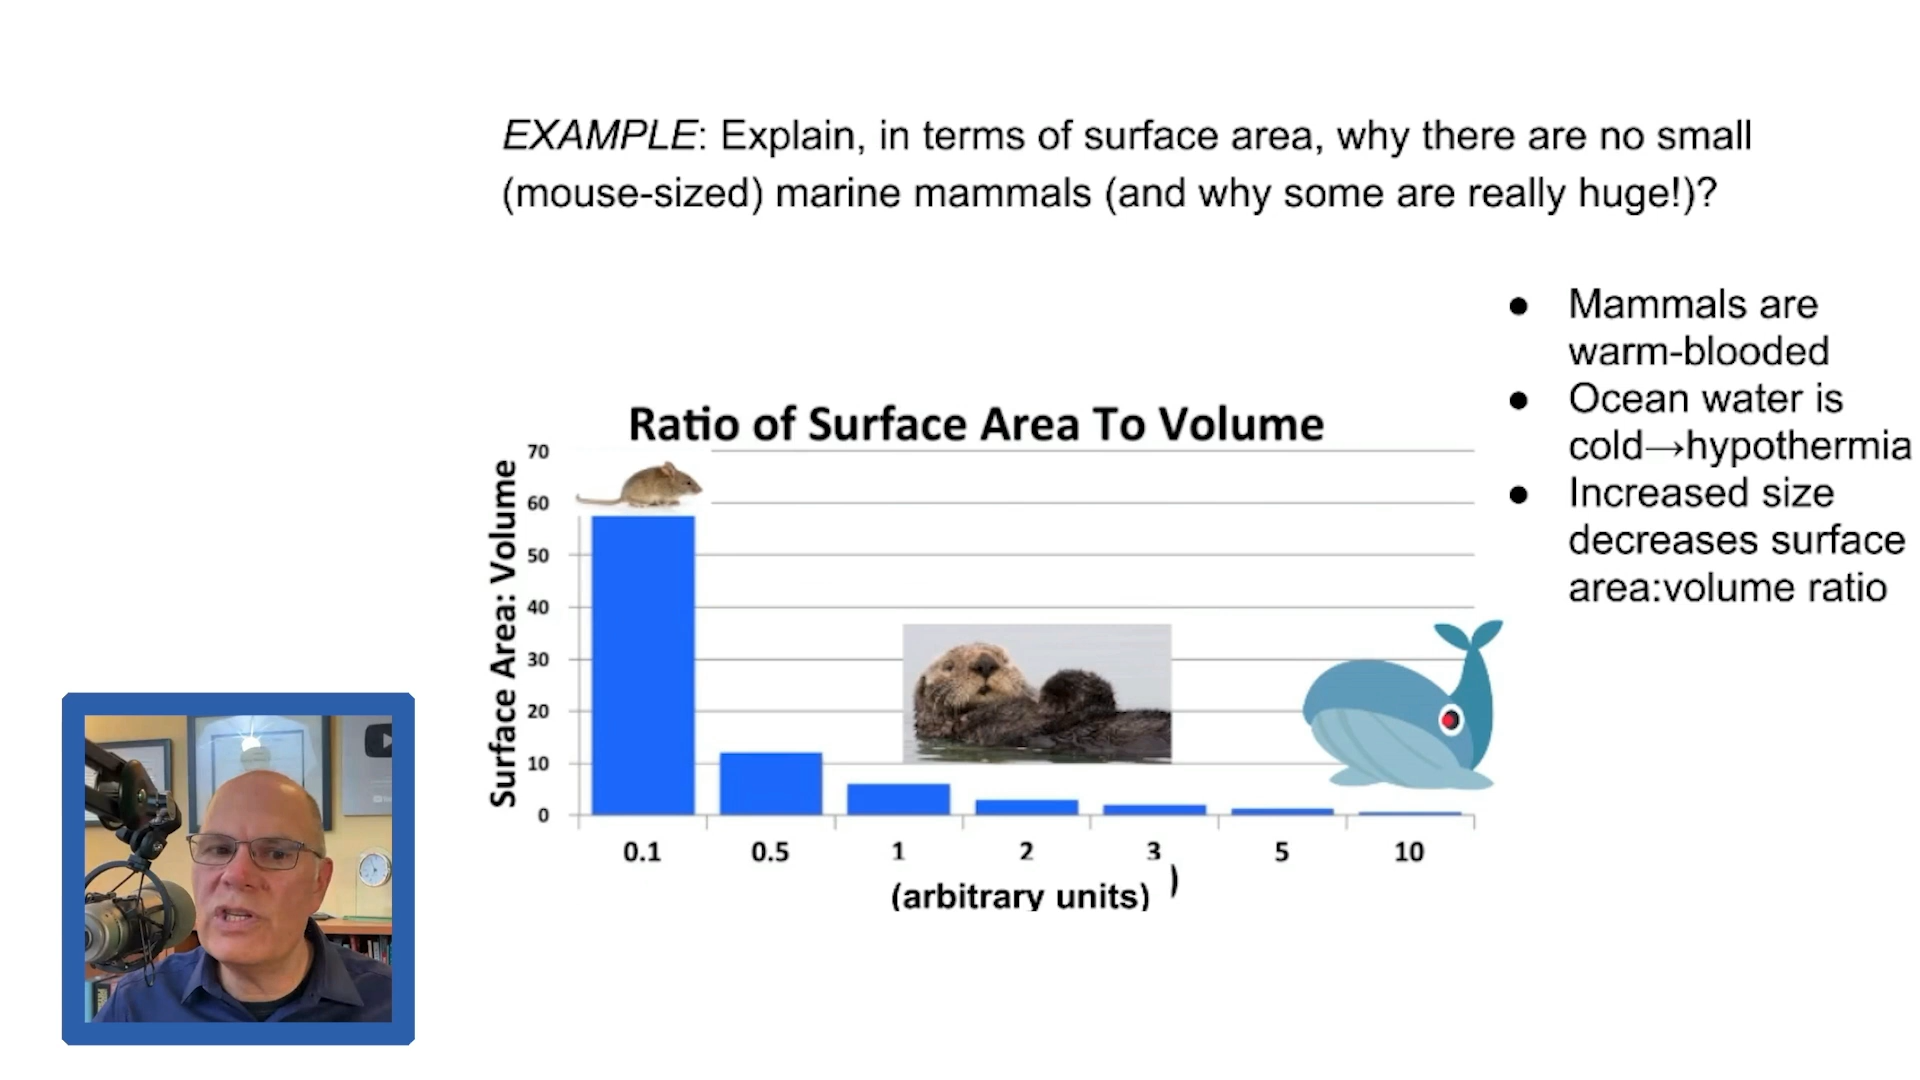 EXAMPLE: Explain, in terms of surface area, why there are no small
(mouse-sized) marine mammals (and why some are really huge!)?
● Mammals are
warm-blooded
● Ocean water is
cold→hypothermia
● Increased size
decreases surface
area:volume ratio
Ratio of Surface Area To Volume
Surface Area: Volume
70
60
50
40
30
20
10
0
0.1 0.5 1 2 3 5 10
(arbitrary units) )